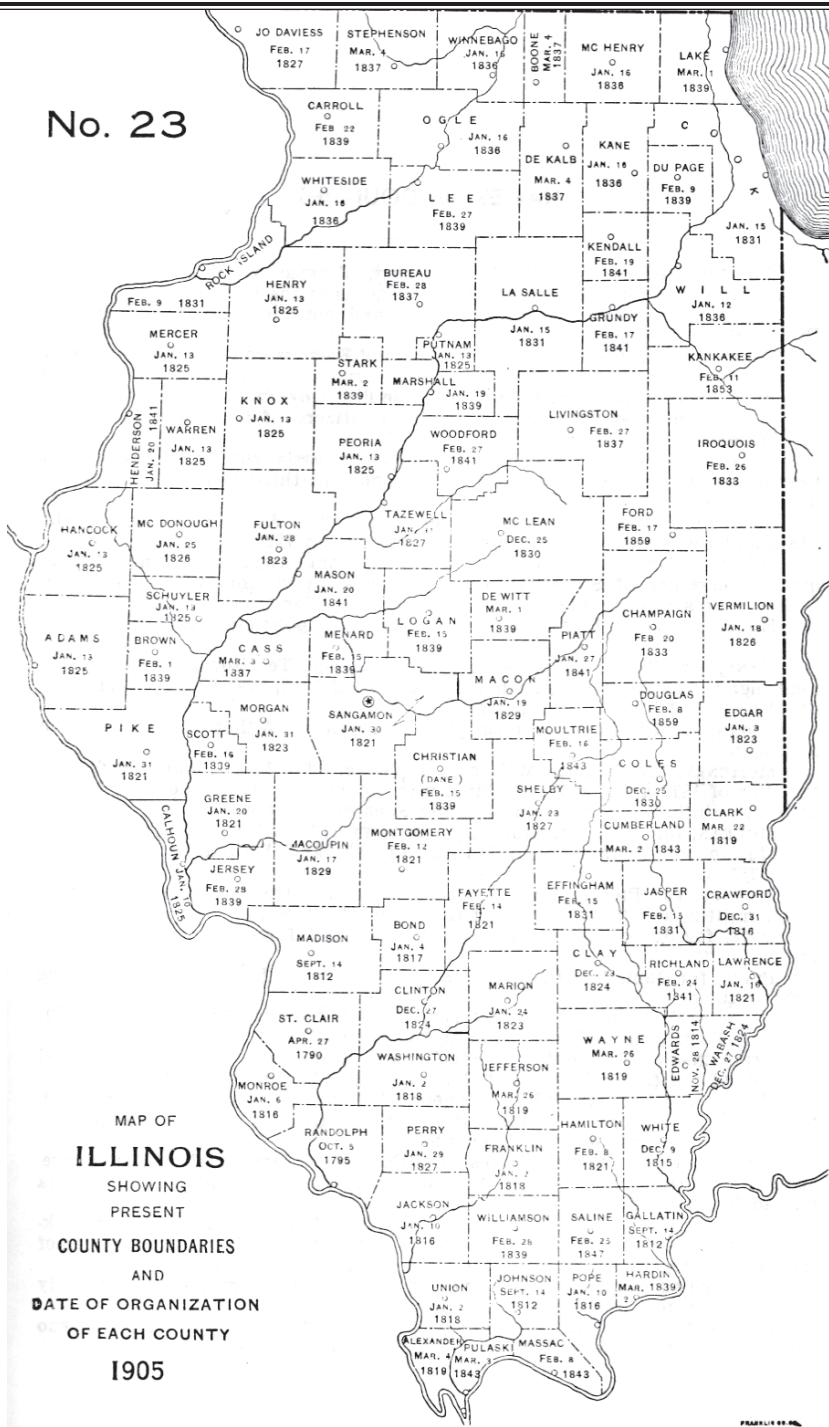 No. 23
JO DAVIESS
FEB. 17
1827
STEPHENSON
MAR. 4
1837
WINNEBAGO
JAN. 16
1836
BOONE
MAR. 4
1837
MC HENRY
JAN. 16
1836
LAKE
MAR. 1
1839
CARROLL
FEB 22
1839
OGLE
JAN. 16
1836
DE KALB
MAR. 4
1837
KANE
JAN. 16
1836
DU PAGE
FEB. 9
1839
C
K
JAN. 15
1831
WHITESIDE
JAN. 16
1836
LEE
FEB. 27
1839
KENDALL
FEB. 19
1841
ROCK ISLAND
FEB. 9 1831
HENRY
JAN. 13
1825
BUREAU
FEB. 28
1837
LA SALLE
JAN. 15
1831
GRUNDY
FEB. 17
1841
WILL
JAN. 12
1836
MERCER
JAN. 13
1825
STARK
MAR. 2
1839
PUTNAM
JAN. 13
1825
MARSHALL
JAN. 19
1839
KANKAKEE
FEB. 11
1853
HENDERSON
JAN. 20 1841
WARREN
JAN. 13
1825
KNOX
JAN. 13
1825
PEORIA
JAN. 13
1825
WOODFORD
FEB. 27
1841
LIVINGSTON
FEB. 27
1837
IROQUOIS
FEB. 26
1833
HANCOCK
JAN. 13
1825
MC DONOUGH
JAN. 25
1826
FULTON
JAN. 28
1823
TAZEWELL
1827
MC LEAN
DEC. 25
1830
FORD
FEB. 17
1859
SCHUYLER
JAN. 13
1825
MASON
JAN. 20
1841
LOGAN
FEB. 15
1839
DE WITT
MAR. 1
1839
PIATT
JAN. 27
1841
CHAMPAIGN
FEB 20
1833
VERMILION
JAN. 18
1826
ADAMS
JAN. 13
1825
BROWN
FEB. 1
1839
CASS
MAR. 3
1837
MENARD
FEB. 15
1839
MACON
JAN. 19
1829
DOUGLAS
FEB. 8
1859
EDGAR
JAN. 3
1823
PIKE
JAN. 31
1821
SCOTT
FEB. 16
1839
MORGAN
JAN. 31
1823
SANGAMON
JAN. 30
1821
CHRISTIAN
(DANE)
FEB. 15
1839
MOULTRIE
FEB. 16
1843
COLES
DEC. 25
1830
SHELBY
JAN. 23
1827
CUMBERLAND
MAR. 2 1843
CLARK
MAR 22
1819
CALHOUN JAN. 10
1825
GREENE
JAN. 20
1821
MACOUPIN
JAN. 17
1829
MONTGOMERY
FEB. 12
1821
JERSEY
FEB. 28
1839
FAYETTE
FEB. 14
1821
EFFINGHAM
FEB. 15
1831
JASPER
FEB. 15
1831
CRAWFORD
DEC. 31
1816
MADISON
SEPT. 14
1812
BOND
JAN. 4
1817
CLAY
DEC. 23
1824
RICHLAND
FEB. 24
1841
LAWRENCE
JAN. 16
1821
CLINTON
DEC. 27
1824
MARION
JAN. 24
1823
ST. CLAIR
APR. 27
1790
WASHINGTON
JAN. 2
1818
JEFFERSON
MAR. 26
1819
WAYNE
MAR. 26
1819
EDWARDS
NOV. 28 1814
WABASH
DEC. 27 1824
MONROE
JAN. 6
1816
RANDOLPH
OCT. 5
1795
PERRY
JAN. 29
1827
FRANKLIN
JAN. 2
1818
HAMILTON
FEB. 8
1821
WHITE
DEC. 9
1815
JACKSON
JAN. 10
1816
WILLIAMSON
FEB. 28
1839
SALINE
FEB. 25
1847
GALLATIN
SEPT. 14
1812
UNION
JAN. 2
1818
JOHNSON
SEPT. 14
1812
POPE
JAN. 10
1816
HARDIN
MAR. 1839
2
ALEXANDER
MAR. 4
1819
PULASKI
MAR. 3
1843
MASSAC
FEB. 8
1843
MAP OF
ILLINOIS
SHOWING
PRESENT
COUNTY BOUNDARIES
AND
DATE OF ORGANIZATION
OF EACH COUNTY
1905